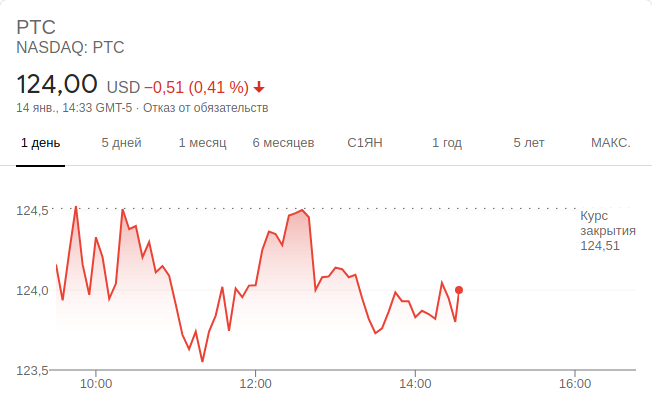 PTC
NASDAQ: PTC
124,00 USD −0,51 (0,41 %)
14 янв., 14:33 GMT-5 · Отказ от обязательств
1 день 5 дней 1 месяц 6 месяцев С1ЯН 1 год 5 лет МАКС.
124,5
Курс
закрытия
124,51
124,0
123,5
10:00 12:00 14:00 16:00